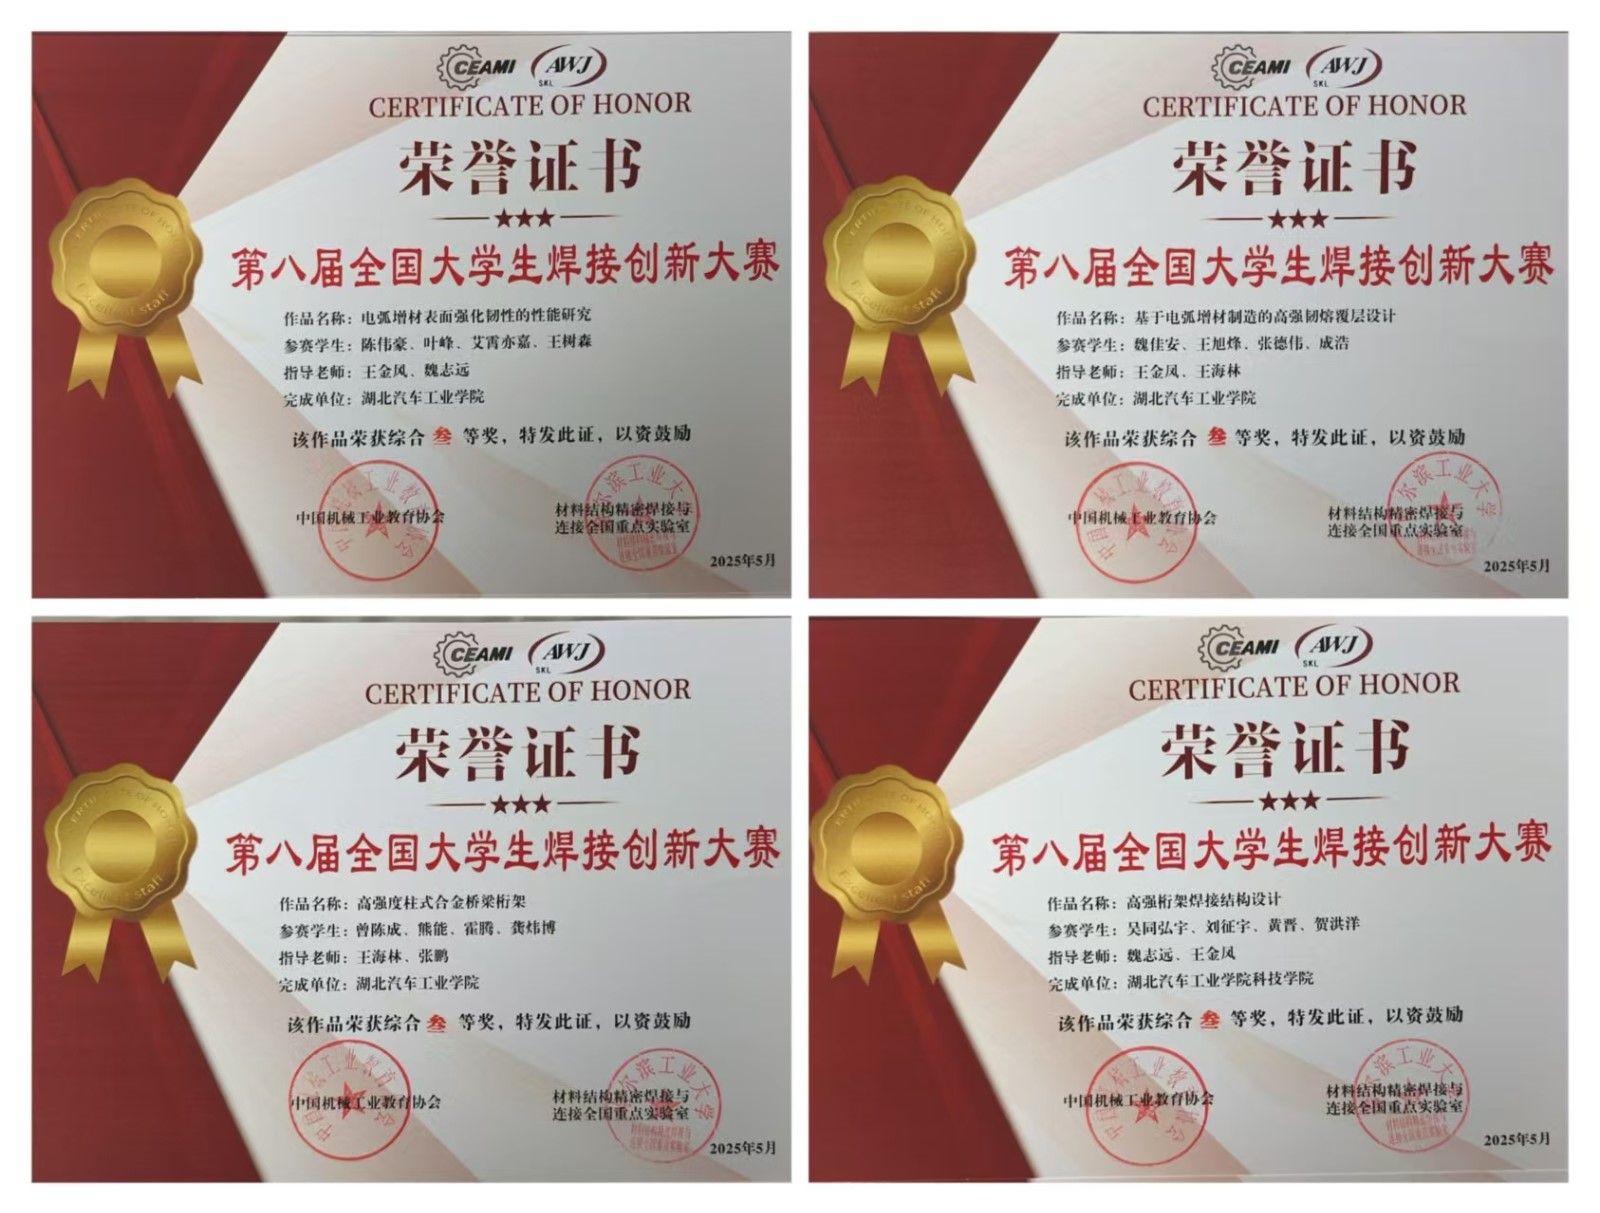 CEAMI
AWJ
SKL
CERTIFICATE OF HONOR
荣誉证书
第八届全国大学生焊接创新大赛
作品名称：电弧增材表面强化韧性的性能研究
参赛学生：陈伟豪、叶峰、艾霄亦嘉、王树森
指导老师：王金凤、魏志远
完成单位：湖北汽车工业学院
该作品荣获综合 叁 等奖，特发此证，以资鼓励
中国机械工业教育协会
材料结构精密焊接与
连接全国重点实验室
2025年5月
CEAMI
AWJ
SKL
CERTIFICATE OF HONOR
荣誉证书
第八届全国大学生焊接创新大赛
作品名称：基于电弧增材制造的高强韧熔覆层设计
参赛学生：魏佳安、王旭烽、张德伟、成浩
指导老师：王金凤、王海林
完成单位：湖北汽车工业学院
该作品荣获综合 叁 等奖，特发此证，以资鼓励
中国机械工业教育协会
材料结构精密焊接与
连接全国重点实验室
2025年5月
CEAMI
AWJ
SKL
CERTIFICATE OF HONOR
荣誉证书
第八届全国大学生焊接创新大赛
作品名称：高强度柱式合金桥梁桁架
参赛学生：曾陈成、熊能、霍腾、龚炜博
指导老师：王海林、张鹏
完成单位：湖北汽车工业学院
该作品荣获综合 叁 等奖，特发此证，以资鼓励
中国机械工业教育协会
材料结构精密焊接与
连接全国重点实验室
2025年5月
CEAMI
AWJ
SKL
CERTIFICATE OF HONOR
荣誉证书
第八届全国大学生焊接创新大赛
作品名称：高强桁架焊接结构设计
参赛学生：吴同弘宇、刘征宇、黄晋、贺洪洋
指导老师：魏志远、王金凤
完成单位：湖北汽车工业学院科技学院
该作品荣获综合 叁 等奖，特发此证，以资鼓励
中国机械工业教育协会
材料结构精密焊接与
连接全国重点实验室
2025年5月